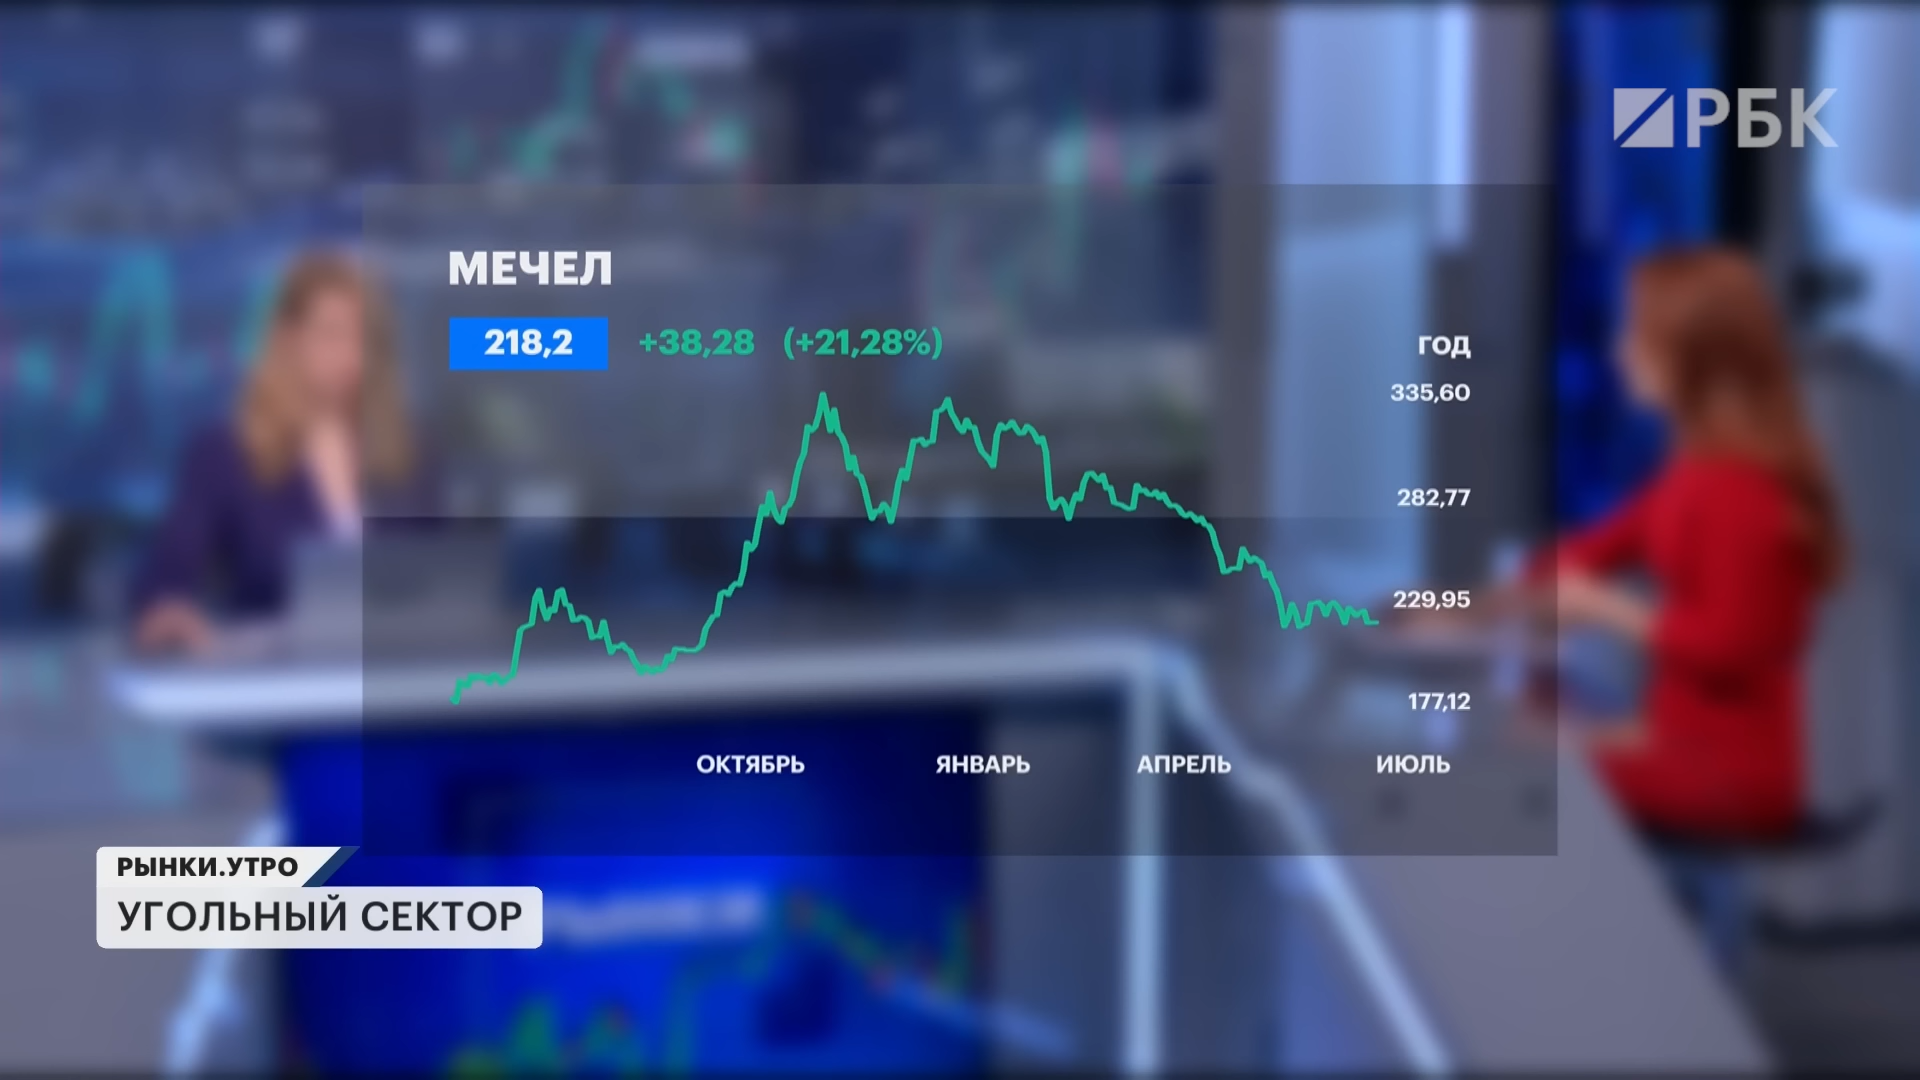 РБК
МЕЧЕЛ
218,2 +38,28 (+21,28%)
ГОД
335,60
282,77
229,95
177,12
ОКТЯБРЬ ЯНВАРЬ АПРЕЛЬ ИЮЛЬ
РЫНКИ.УТРО
УГОЛЬНЫЙ СЕКТОР